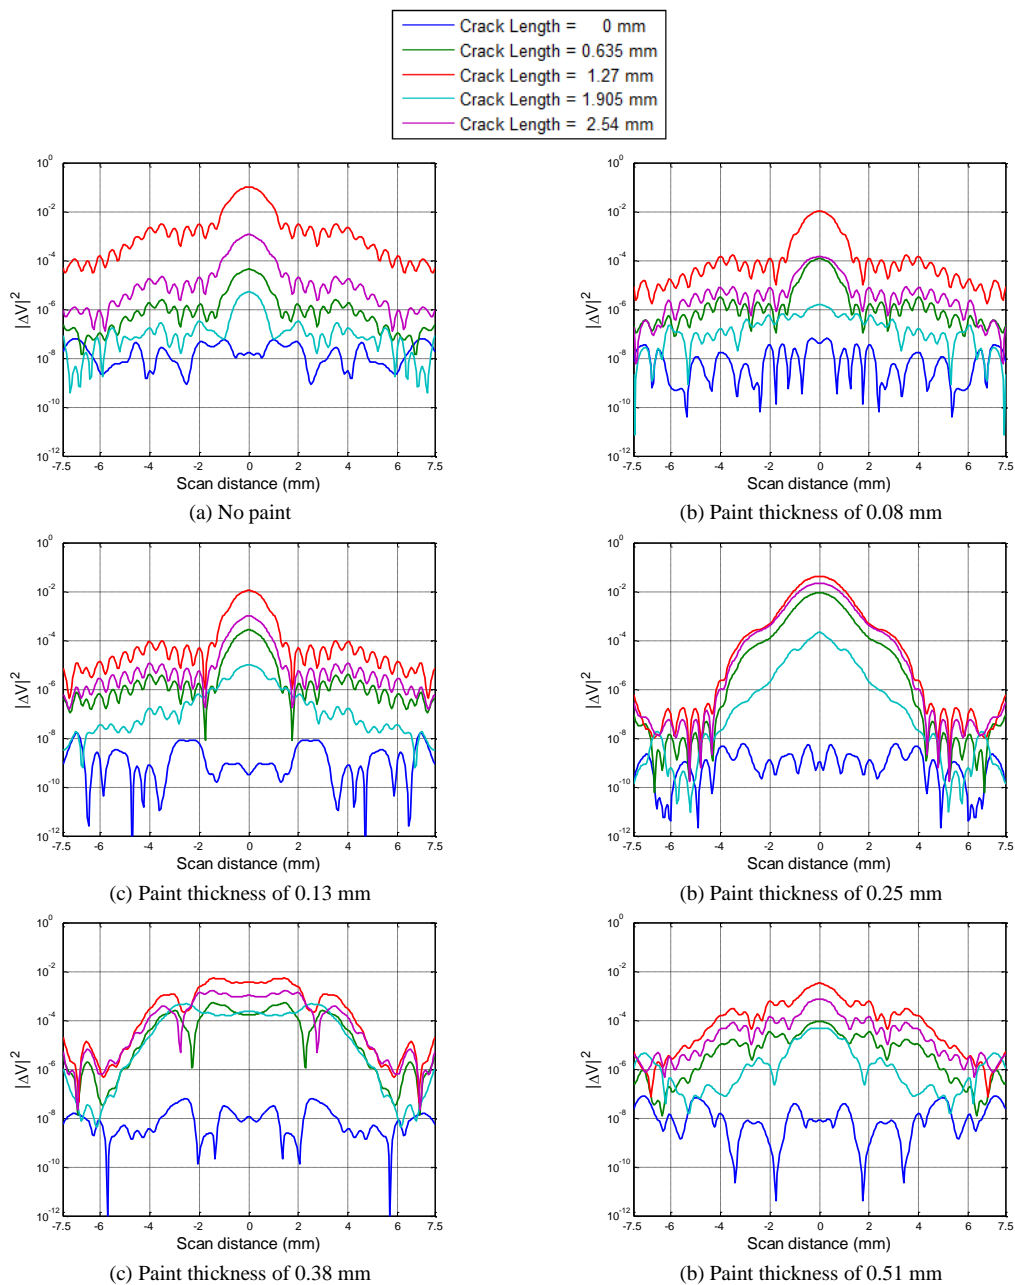 Crack Length = 0 mm
Crack Length = 0.635 mm
Crack Length = 1.27 mm
Crack Length = 1.905 mm
Crack Length = 2.54 mm
10^0
10^-2
10^-4
10^-6
10^-8
10^-10
10^-12
|ΔV|^2
-7.5 -6 -4 -2 0 2 4 6 7.5
Scan distance (mm)
(a) No paint
10^0
10^-2
10^-4
10^-6
10^-8
10^-10
10^-12
|ΔV|^2
-7.5 -6 -4 -2 0 2 4 6 7.5
Scan distance (mm)
(b) Paint thickness of 0.08 mm
10^0
10^-2
10^-4
10^-6
10^-8
10^-10
10^-12
|ΔV|^2
-7.5 -6 -4 -2 0 2 4 6 7.5
Scan distance (mm)
(c) Paint thickness of 0.13 mm
10^0
10^-2
10^-4
10^-6
10^-8
10^-10
10^-12
|ΔV|^2
-7.5 -6 -4 -2 0 2 4 6 7.5
Scan distance (mm)
(b) Paint thickness of 0.25 mm
10^0
10^-2
10^-4
10^-6
10^-8
10^-10
10^-12
|ΔV|^2
-7.5 -6 -4 -2 0 2 4 6 7.5
Scan distance (mm)
(c) Paint thickness of 0.38 mm
10^0
10^-2
10^-4
10^-6
10^-8
10^-10
10^-12
|ΔV|^2
-7.5 -6 -4 -2 0 2 4 6 7.5
Scan distance (mm)
(b) Paint thickness of 0.51 mm